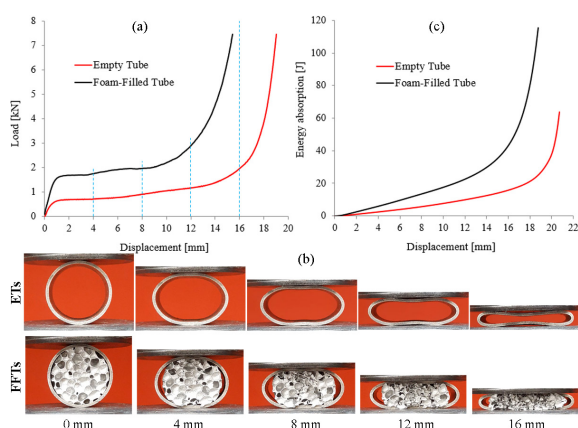 (a)
8
7
6
5
4
3
2
1
0
Load [kN]
Empty Tube
Foam-Filled Tube
0 2 4 6 8 10 12 14 16 18 20
Displacement [mm]
(c)
120
100
80
60
40
20
0
Energy absorption [J]
Empty Tube
Foam-Filled Tube
0 2 4 6 8 10 12 14 16 18 20 22
Displacement [mm]
(b)
ETs
FFTs
0 mm 4 mm 8 mm 12 mm 16 mm